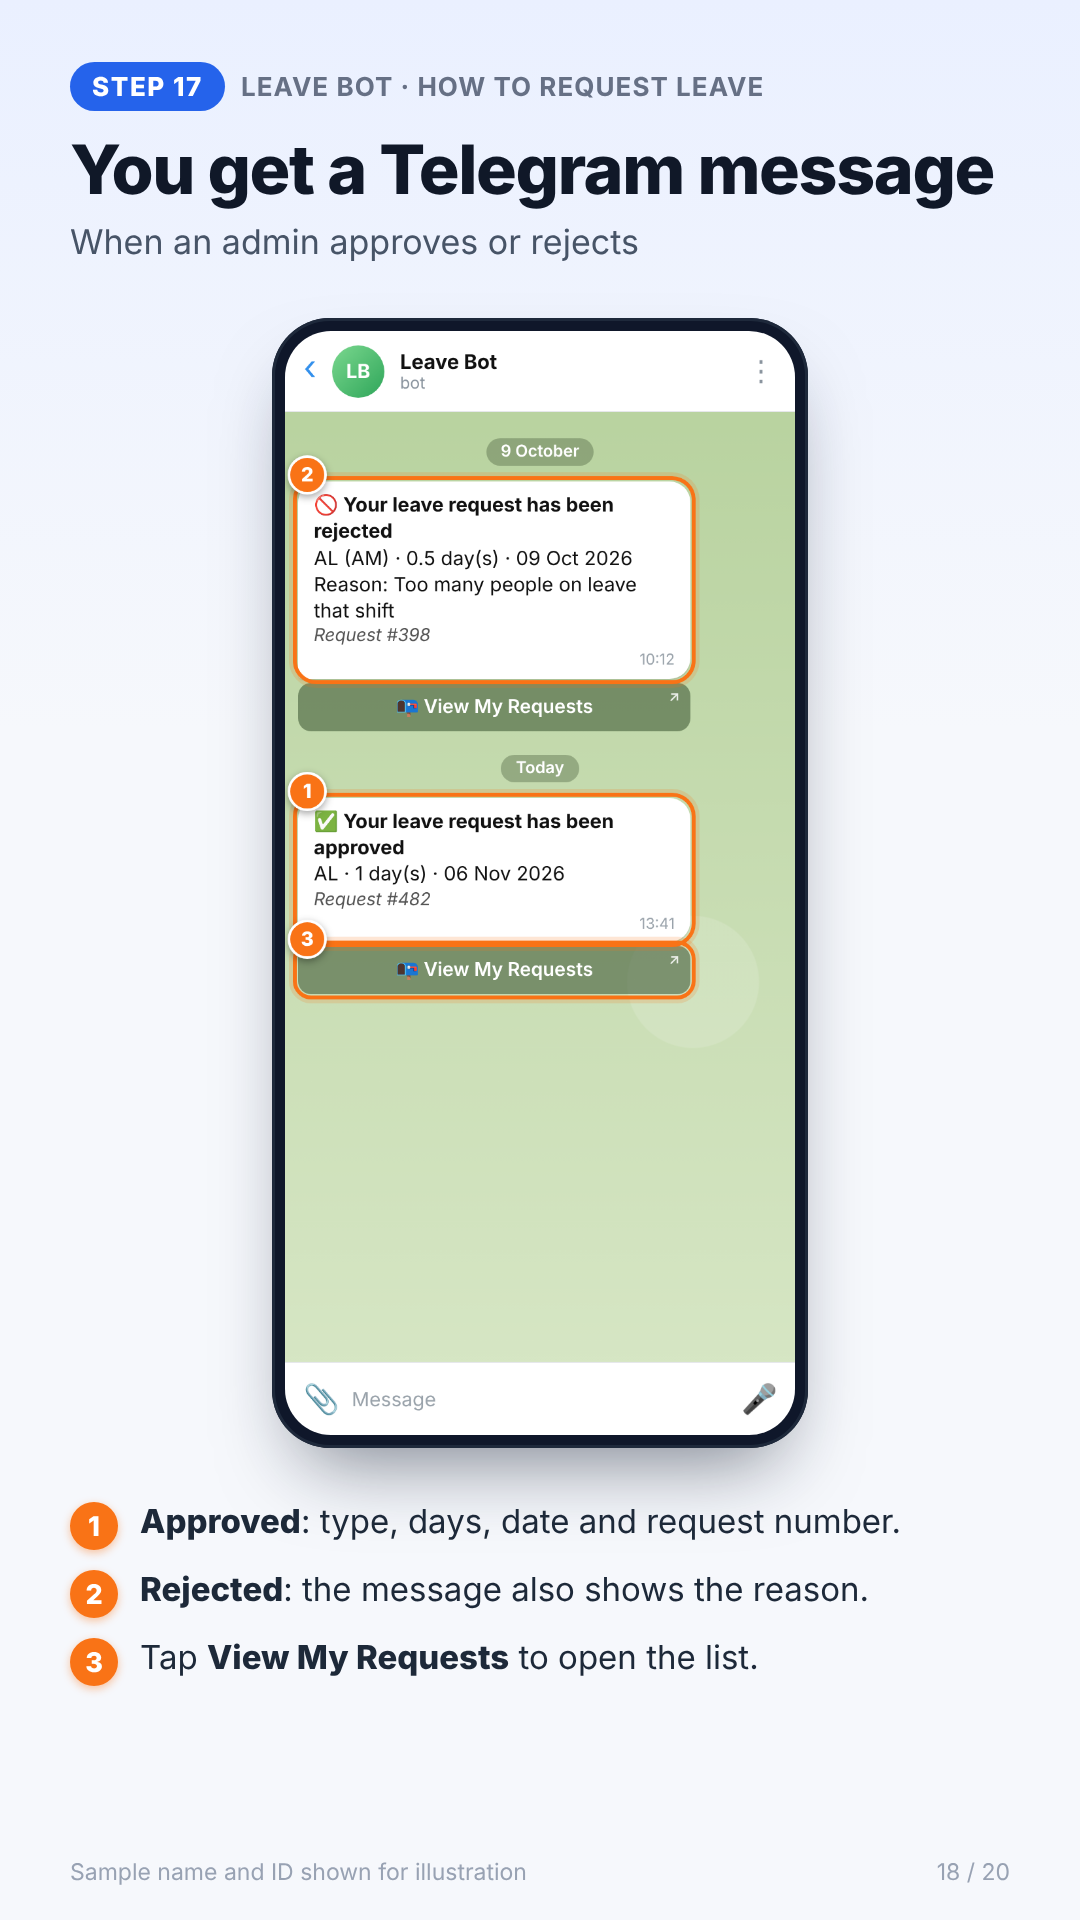 STEP 17
LEAVE BOT · HOW TO REQUEST LEAVE
You get a Telegram message
When an admin approves or rejects
LB
Leave Bot
bot
9 October
2
🚫 Your leave request has been
rejected
AL (AM) · 0.5 day(s) · 09 Oct 2026
Reason: Too many people on leave
that shift
Request #398
10:12
📭 View My Requests
Today
1
✅ Your leave request has been
approved
AL · 1 day(s) · 06 Nov 2026
Request #482
13:41
3
📭 View My Requests
Message
1 Approved: type, days, date and request number.
2 Rejected: the message also shows the reason.
3 Tap View My Requests to open the list.
Sample name and ID shown for illustration
18 / 20